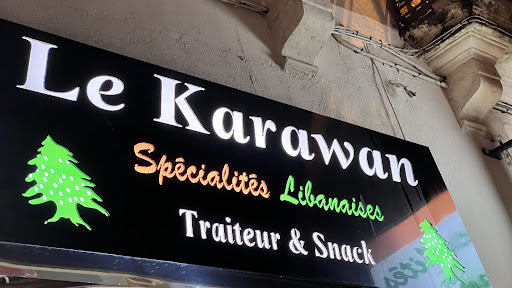 Le Karawan
Spécialités Libanaises
Traiteur & Snack